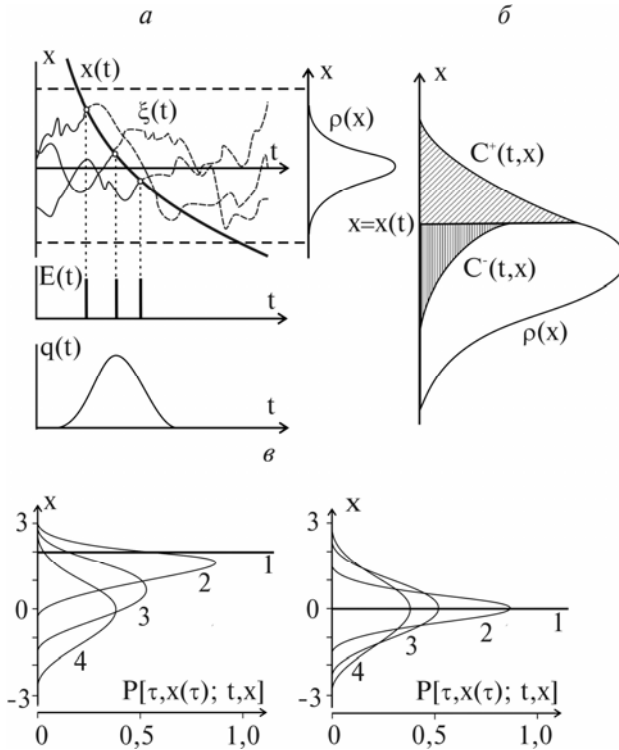 а
б
x
x(t)
ξ(t)
t
x
ρ(x)
x
C⁺(t,x)
x=x(t)
C⁻(t,x)
ρ(x)
E(t)
t
q(t)
t
в
x
3
0
-3
1
2
3
4
P[τ,x(τ); t,x]
0
0,5
1,0
x
3
0
-3
1
2
3
4
P[τ,x(τ); t,x]
0
0,5
1,0